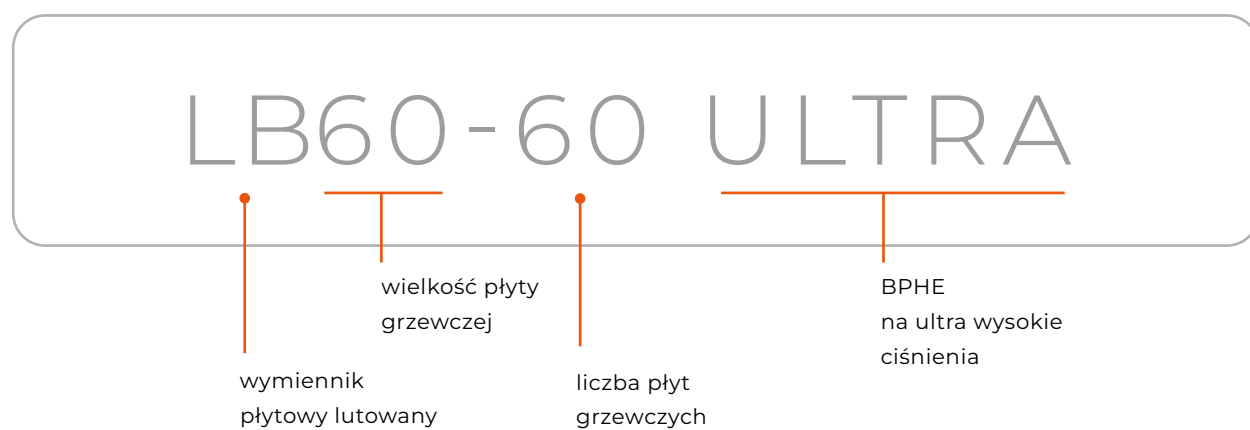 LB60-60 ULTRA
wielkość płyty
grzewczej
BPHE
na ultra wysokie
ciśnienia
wymiennik
płytowy lutowany
liczba płyt
grzewczych